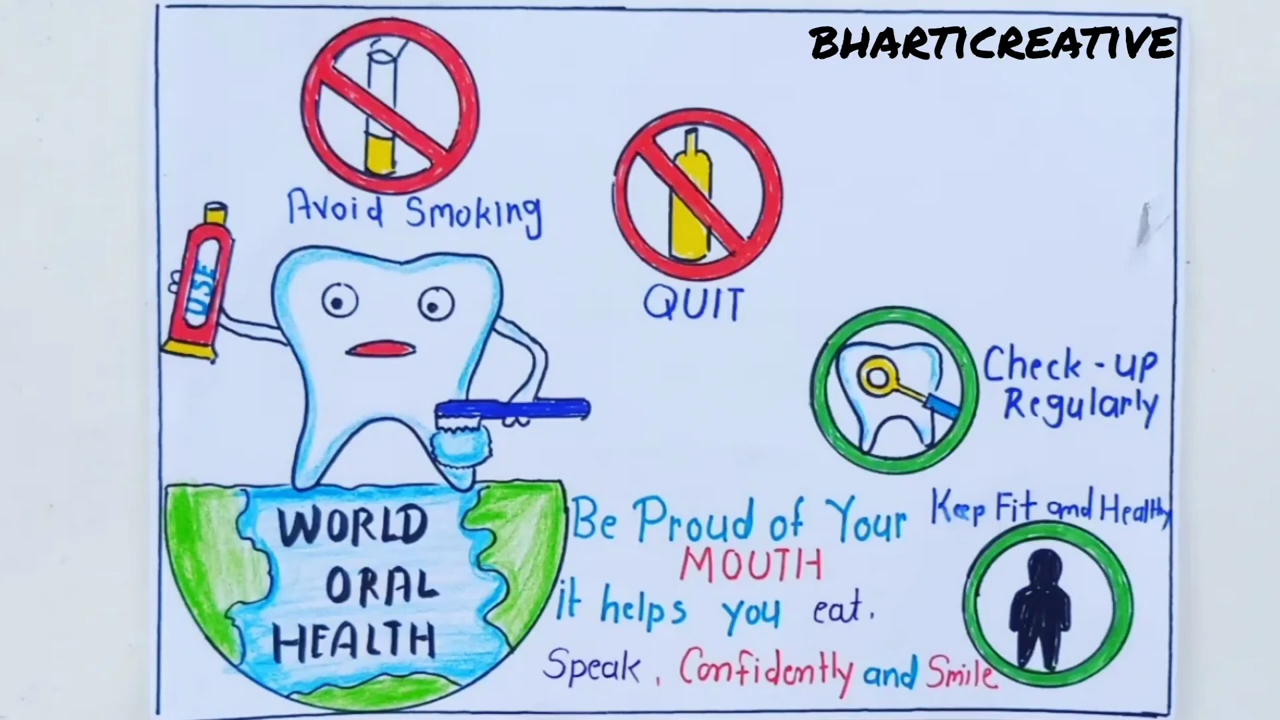 BHARTICREATIVE
Avoid Smoking
QUIT
USE
Check-up
Regularly
WORLD
ORAL
HEALTH
Be Proud of Your
MOUTH
it helps you eat.
Speak, Confidently and Smile
Keep Fit and Healthy